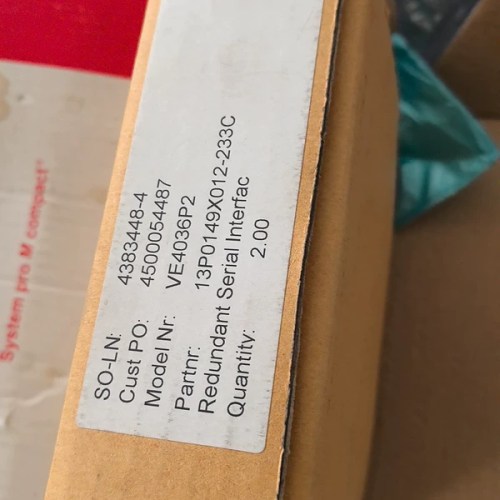 SO-LN: 4383448-4
Cust PO: 4500054487
Model Nr: VE4036P2
Partnr: 13P0149X012-233C
Redundant Serial Interfac
Quantity: 2.00
System pro M compact®